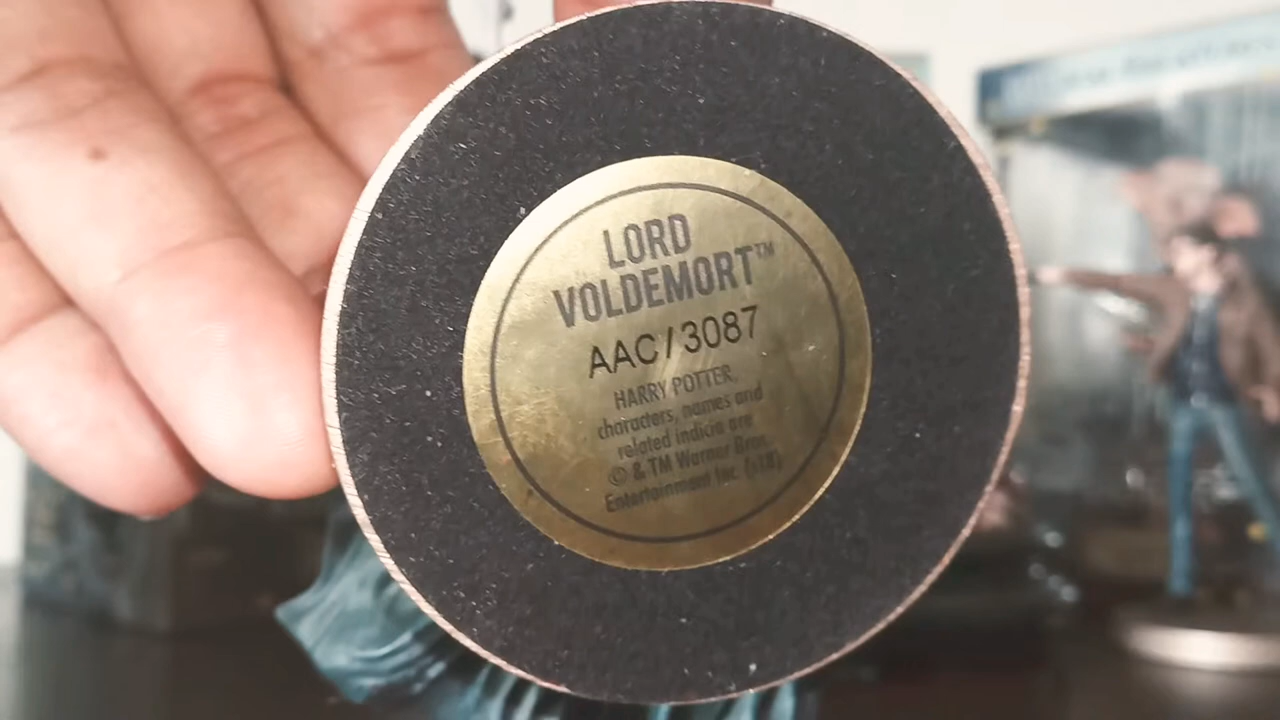 LORD
VOLDEMORT™
AAC / 3087
HARRY POTTER,
characters, names and
related indicia are
© & TM Warner Bros.
Entertainment Inc. (s18)